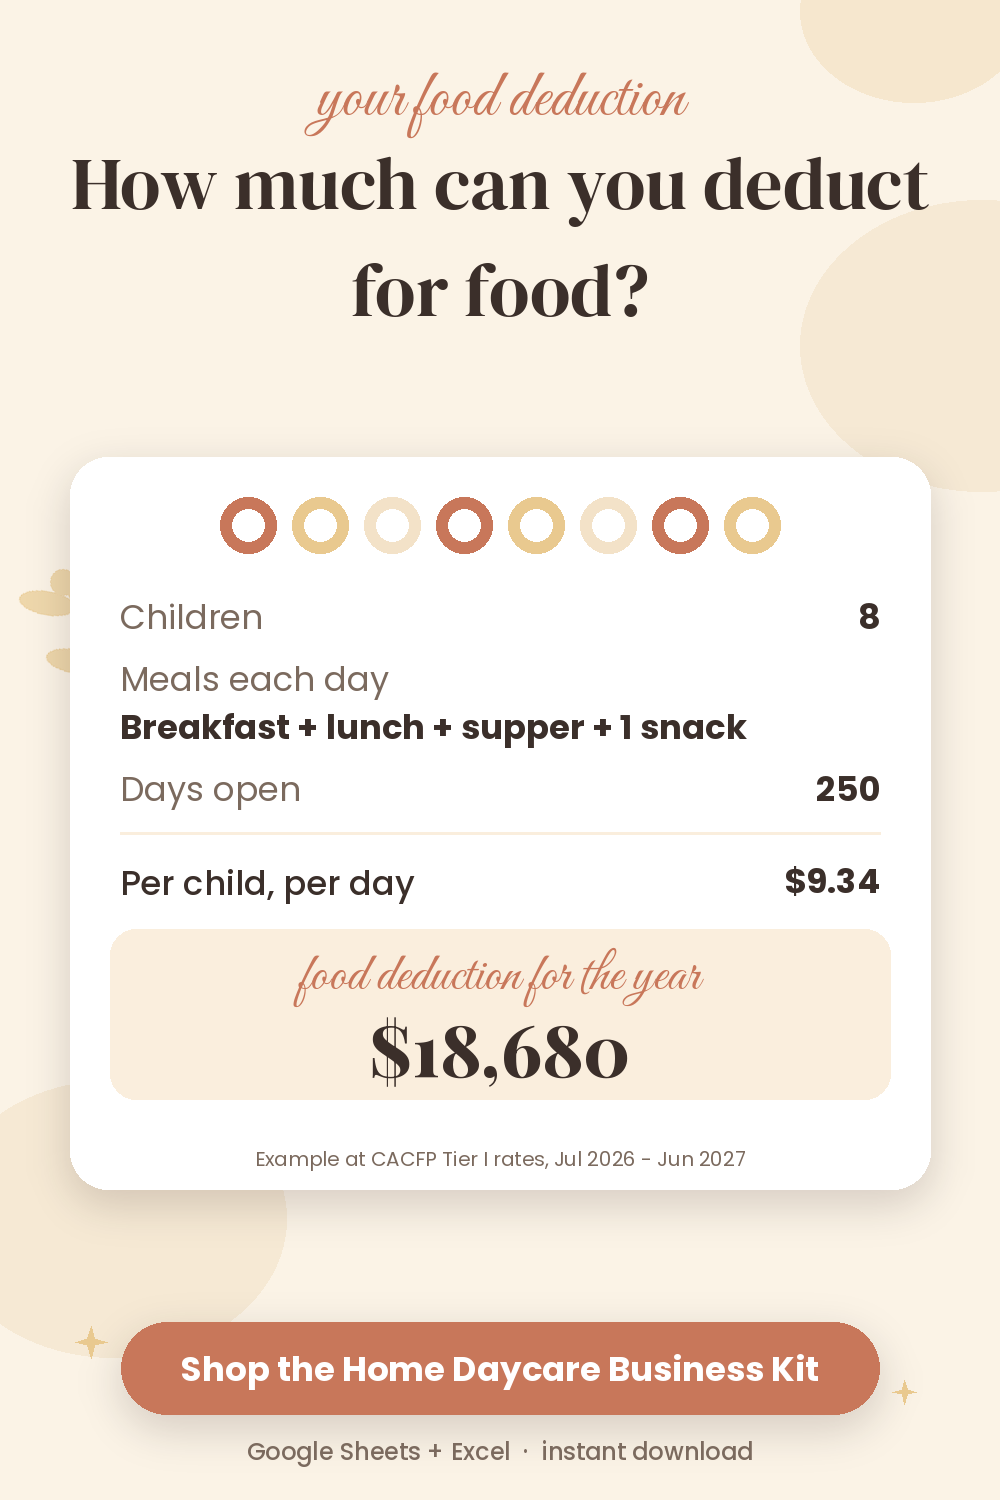 your food deduction
How much can you deduct
for food?
Children 8
Meals each day
Breakfast + lunch + supper + 1 snack
Days open 250
Per child, per day $9.34
food deduction for the year
$18,680
Example at CACFP Tier I rates, Jul 2026 - Jun 2027
Shop the Home Daycare Business Kit
Google Sheets + Excel · instant download